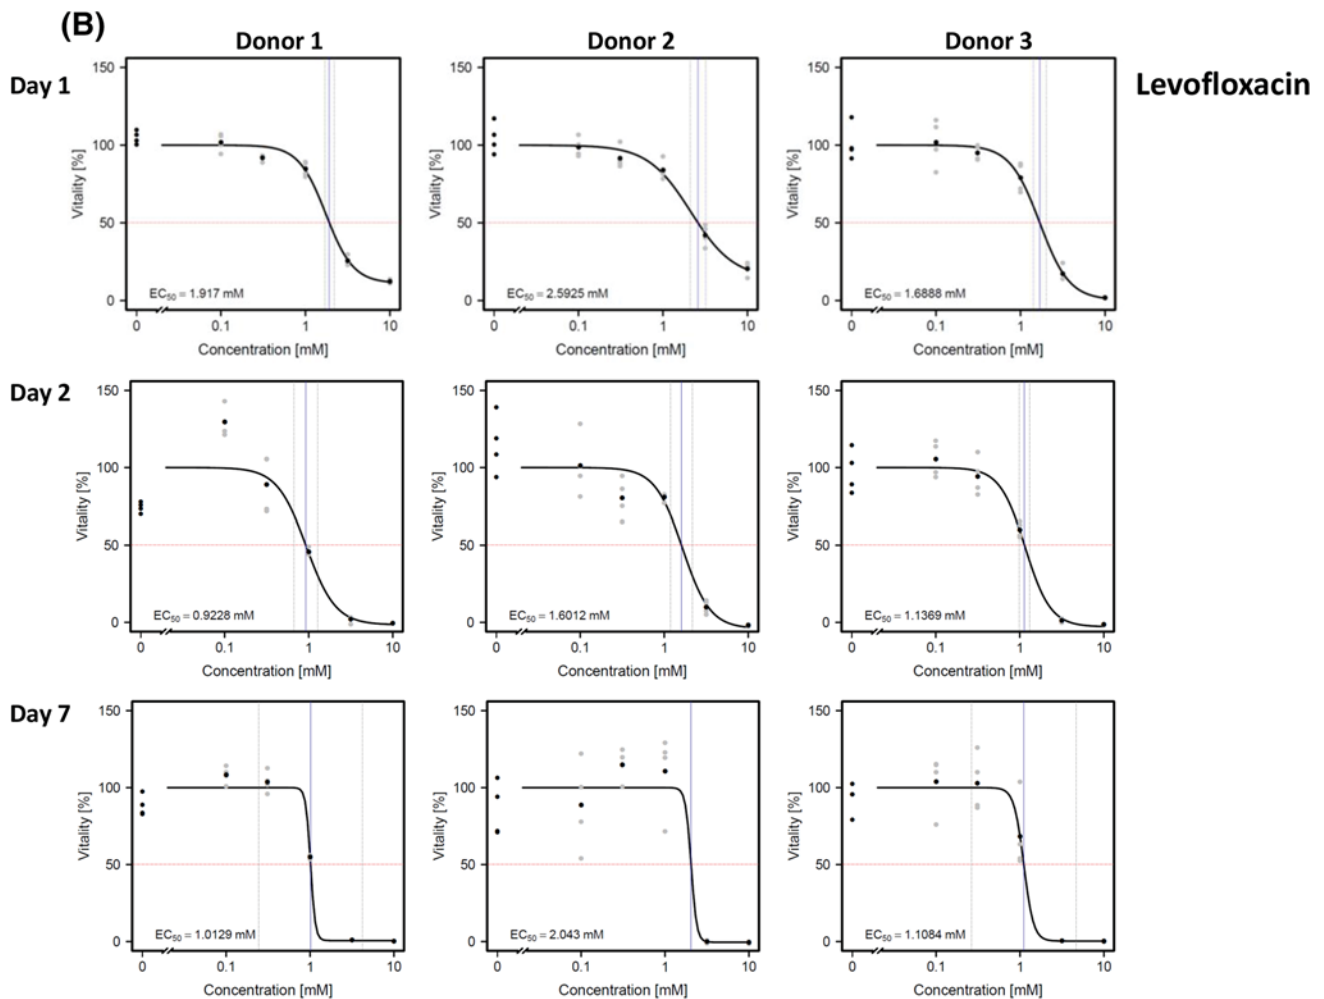 (B)
Donor 1
Donor 2
Donor 3
Levofloxacin
Day 1
150
100
50
0
Vitality [%]
EC50 = 1.917 mM
0 0.1 1 10
Concentration [mM]
150
100
50
0
Vitality [%]
EC50 = 2.5925 mM
0 0.1 1 10
Concentration [mM]
150
100
50
0
Vitality [%]
EC50 = 1.6888 mM
0 0.1 1 10
Concentration [mM]
Day 2
150
100
50
0
Vitality [%]
EC50 = 0.9228 mM
0 0.1 1 10
Concentration [mM]
150
100
50
0
Vitality [%]
EC50 = 1.6012 mM
0 0.1 1 10
Concentration [mM]
150
100
50
0
Vitality [%]
EC50 = 1.1369 mM
0 0.1 1 10
Concentration [mM]
Day 7
150
100
50
0
Vitality [%]
EC50 = 1.0129 mM
0 0.1 1 10
Concentration [mM]
150
100
50
0
Vitality [%]
EC50 = 2.043 mM
0 0.1 1 10
Concentration [mM]
150
100
50
0
Vitality [%]
EC50 = 1.1084 mM
0 0.1 1 10
Concentration [mM]